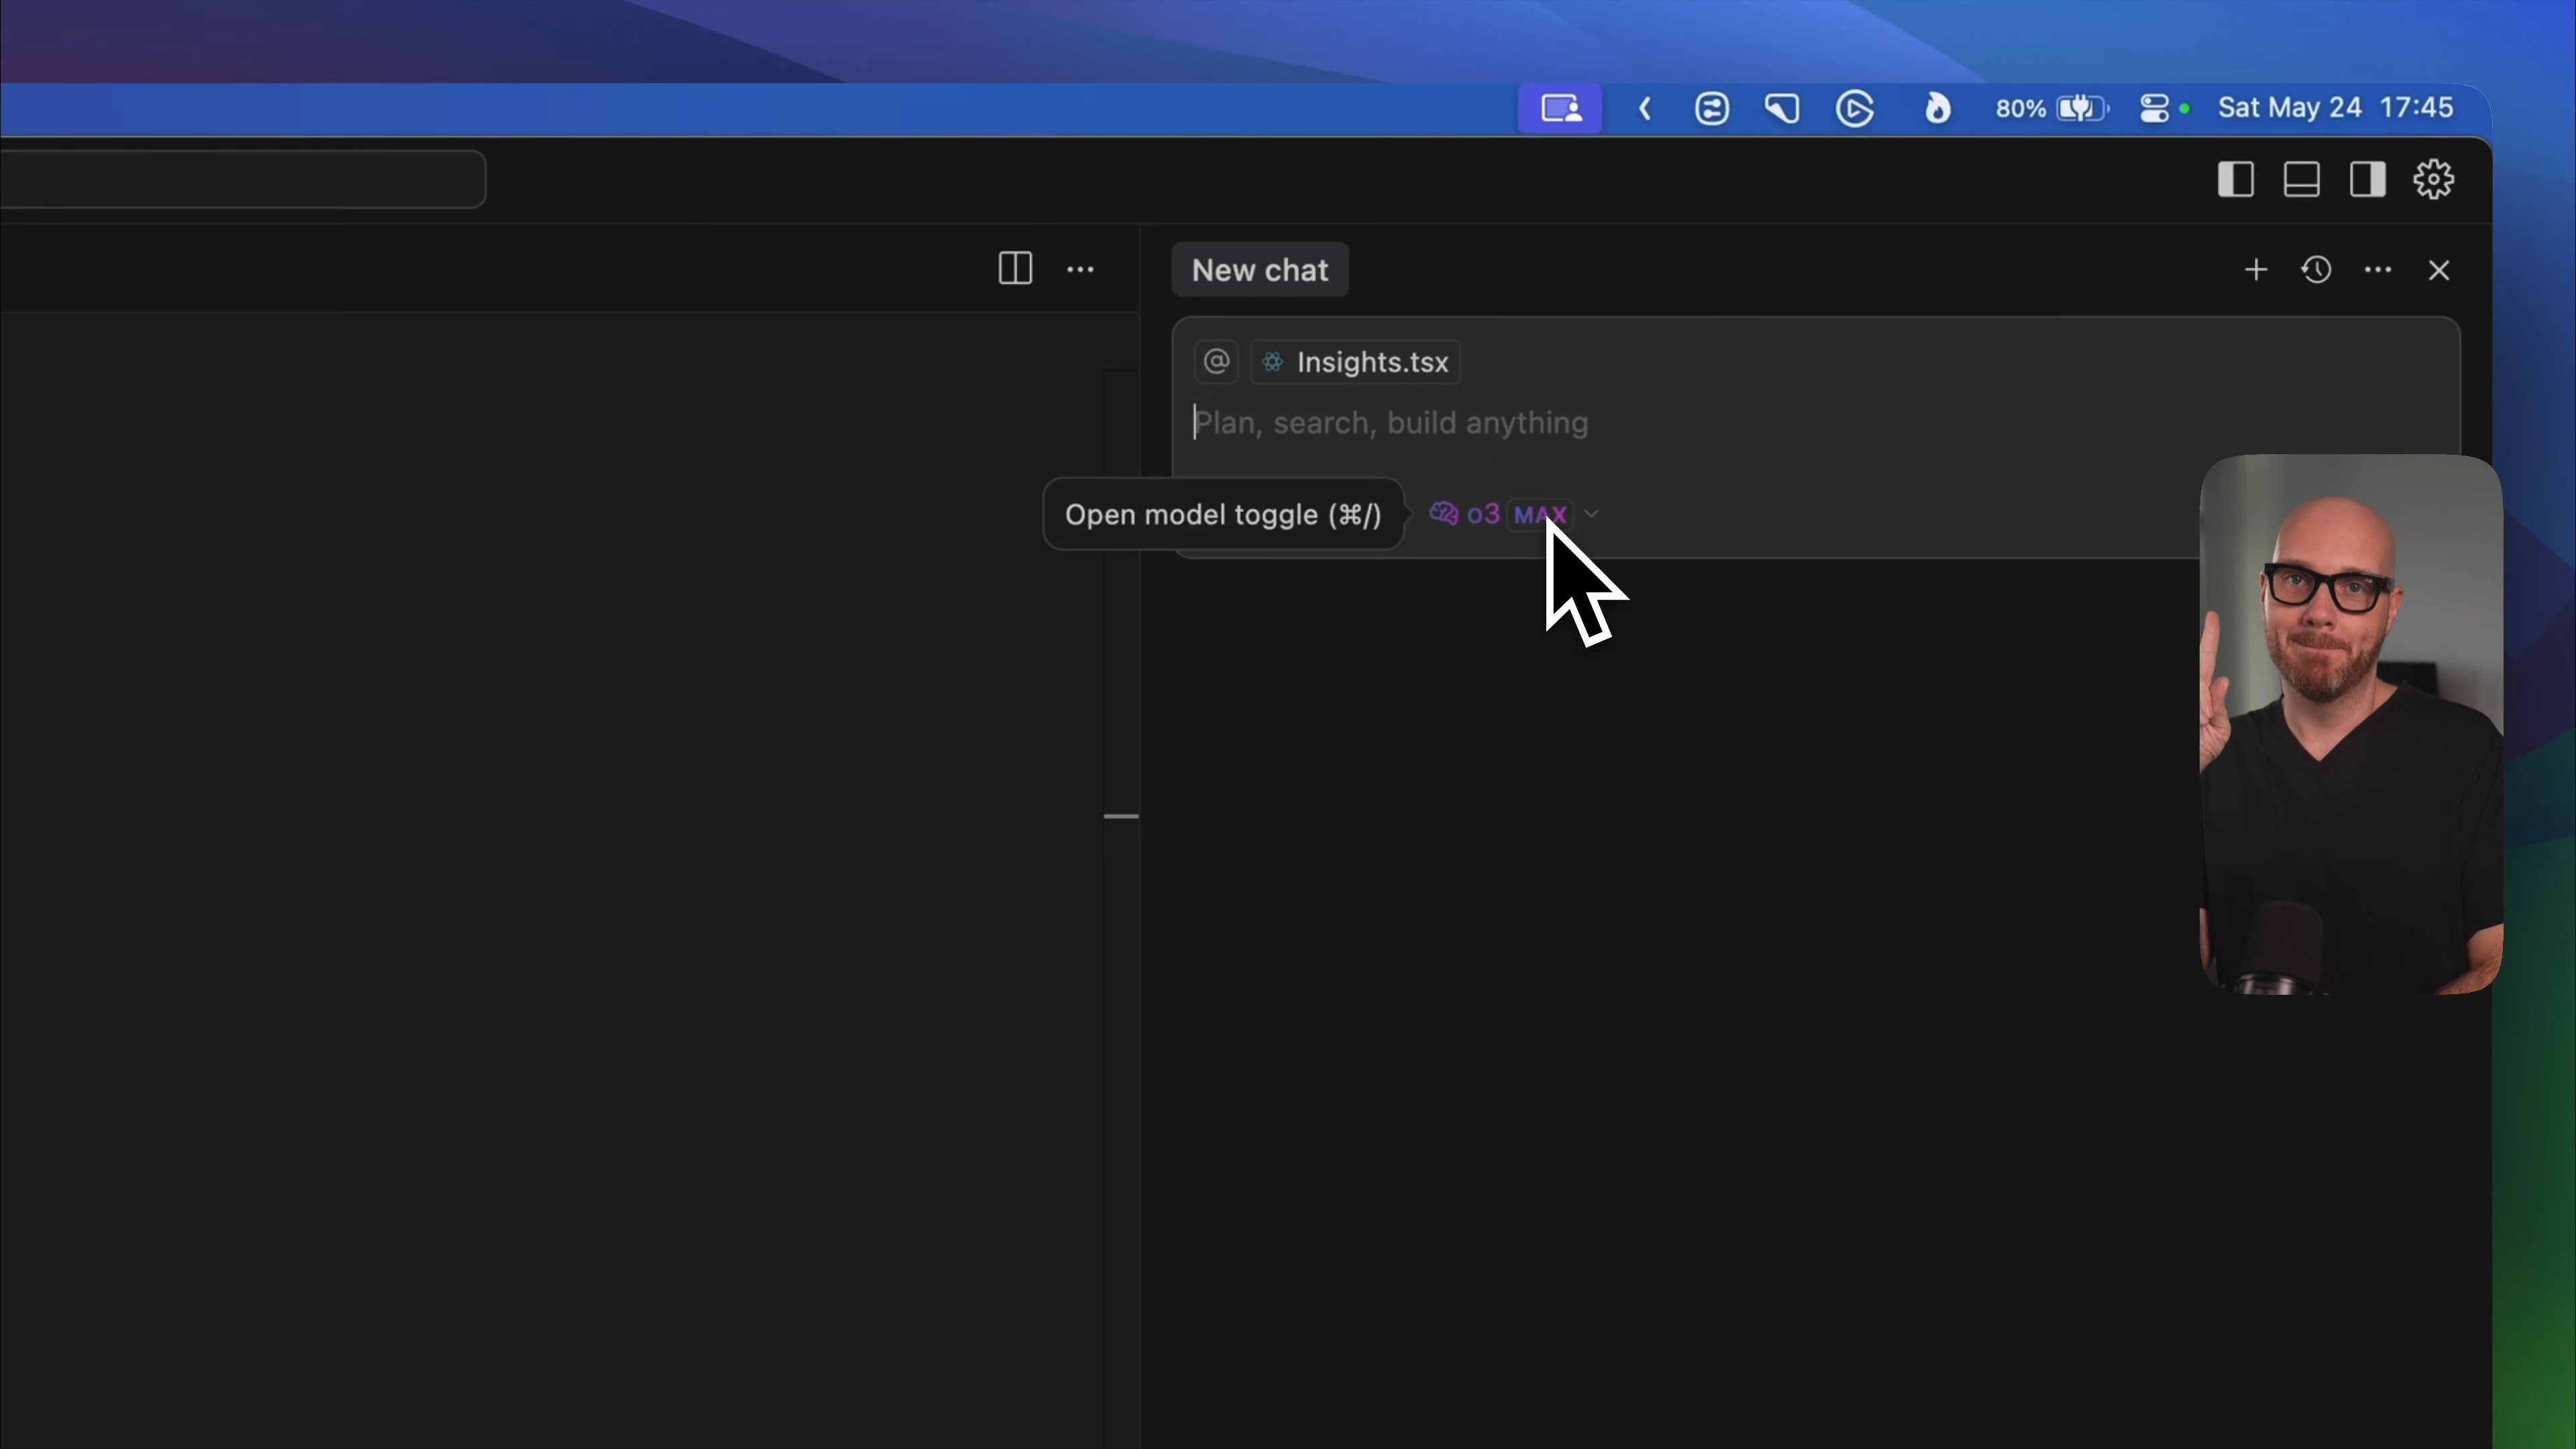 80% Sat May 24 17:45
New chat
@ Insights.tsx
Plan, search, build anything
Open model toggle (⌘/) o3 MAX